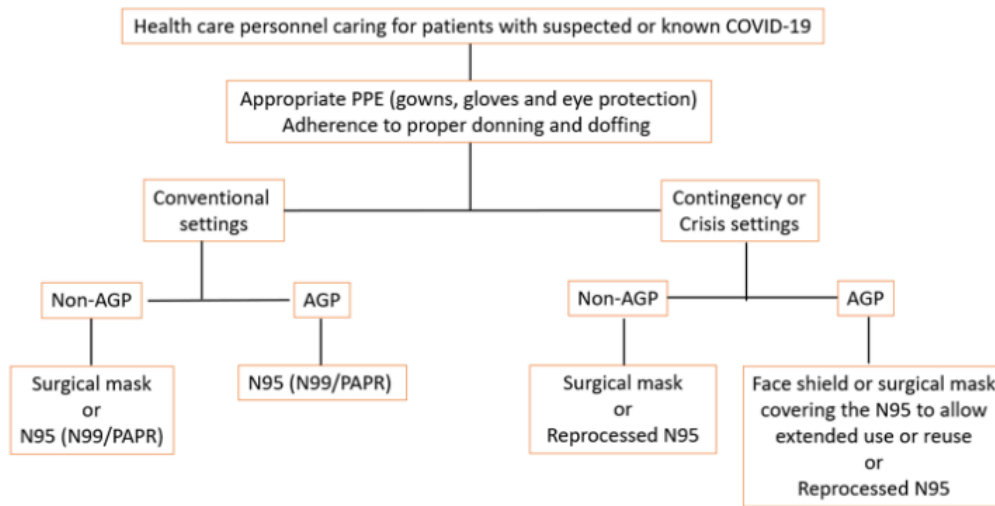 Health care personnel caring for patients with suspected or known COVID-19
Appropriate PPE (gowns, gloves and eye protection)
Adherence to proper donning and doffing
Conventional
settings
Contingency or
Crisis settings
Non-AGP
AGP
Non-AGP
AGP
Surgical mask
or
N95 (N99/PAPR)
N95 (N99/PAPR)
Surgical mask
or
Reprocessed N95
Face shield or surgical mask
covering the N95 to allow
extended use or reuse
or
Reprocessed N95